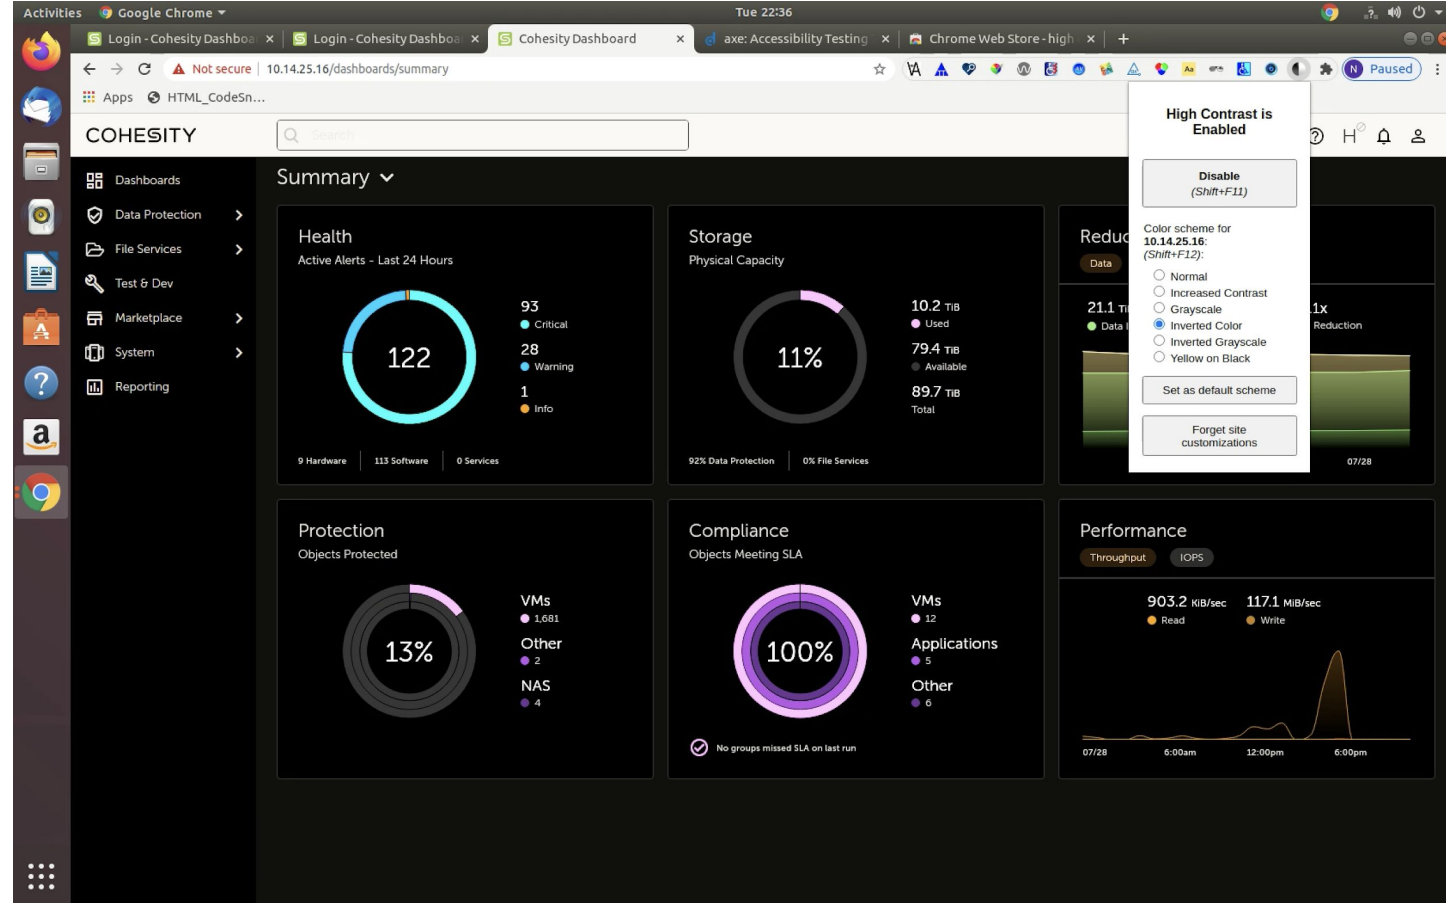 Activities Google Chrome Tue 22:36
Login - Cohesity Dashboa
Login - Cohesity Dashboa
Cohesity Dashboard
axe: Accessibility Testing
Chrome Web Store - high
Not secure 10.14.25.16/dashboards/summary
N Paused
Apps HTML_CodeSn...
COHESITY
Search
Dashboards
Data Protection
File Services
Test & Dev
Marketplace
System
Reporting
Summary
Health
Active Alerts - Last 24 Hours
122
93
Critical
28
Warning
1
Info
9 Hardware 113 Software 0 Services
Storage
Physical Capacity
11%
10.2 TiB
Used
79.4 TiB
Available
89.7 TiB
Total
92% Data Protection 0% File Services
Data
21.1
.1x
Reduction
07/28
High Contrast is
Enabled
Disable
(Shift+F11)
Color scheme for
10.14.25.16:
(Shift+F12):
Normal
Increased Contrast
Grayscale
Inverted Color
Inverted Grayscale
Yellow on Black
Set as default scheme
Forget site
customizations
Protection
Objects Protected
13%
VMs
1,681
Other
2
NAS
4
Compliance
Objects Meeting SLA
100%
VMs
12
Applications
5
Other
6
No groups missed SLA on last run
Performance
Throughput IOPS
903.2 KiB/sec 117.1 MiB/sec
Read Write
07/28 6:00am 12:00pm 6:00pm